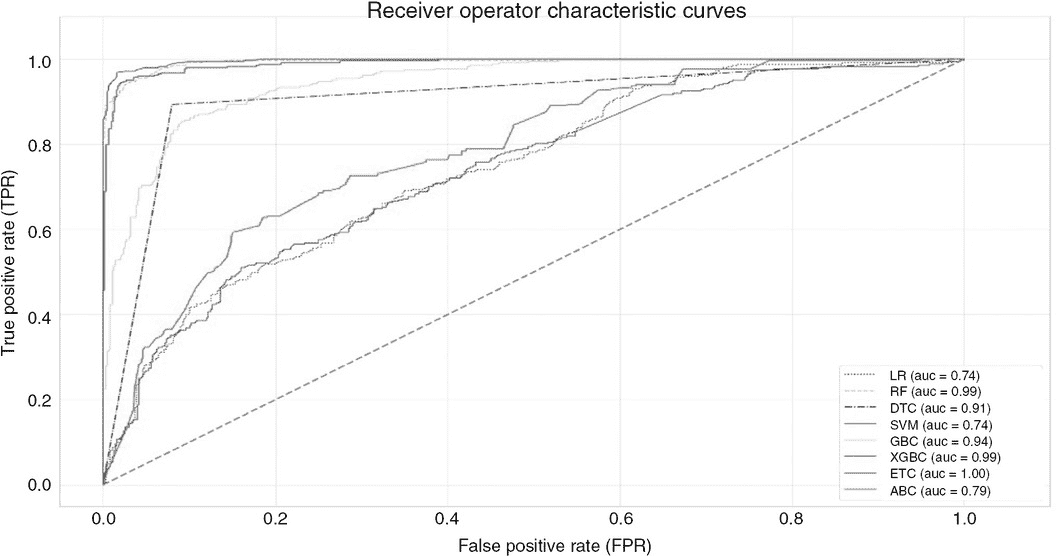 Receiver operator characteristic curves
True positive rate (TPR)
1.0
0.8
0.6
0.4
0.2
0.0
LR (auc = 0.74)
RF (auc = 0.99)
DTC (auc = 0.91)
SVM (auc = 0.74)
GBC (auc = 0.94)
XGBC (auc = 0.99)
ETC (auc = 1.00)
ABC (auc = 0.79)
0.0 0.2 0.4 0.6 0.8 1.0
False positive rate (FPR)